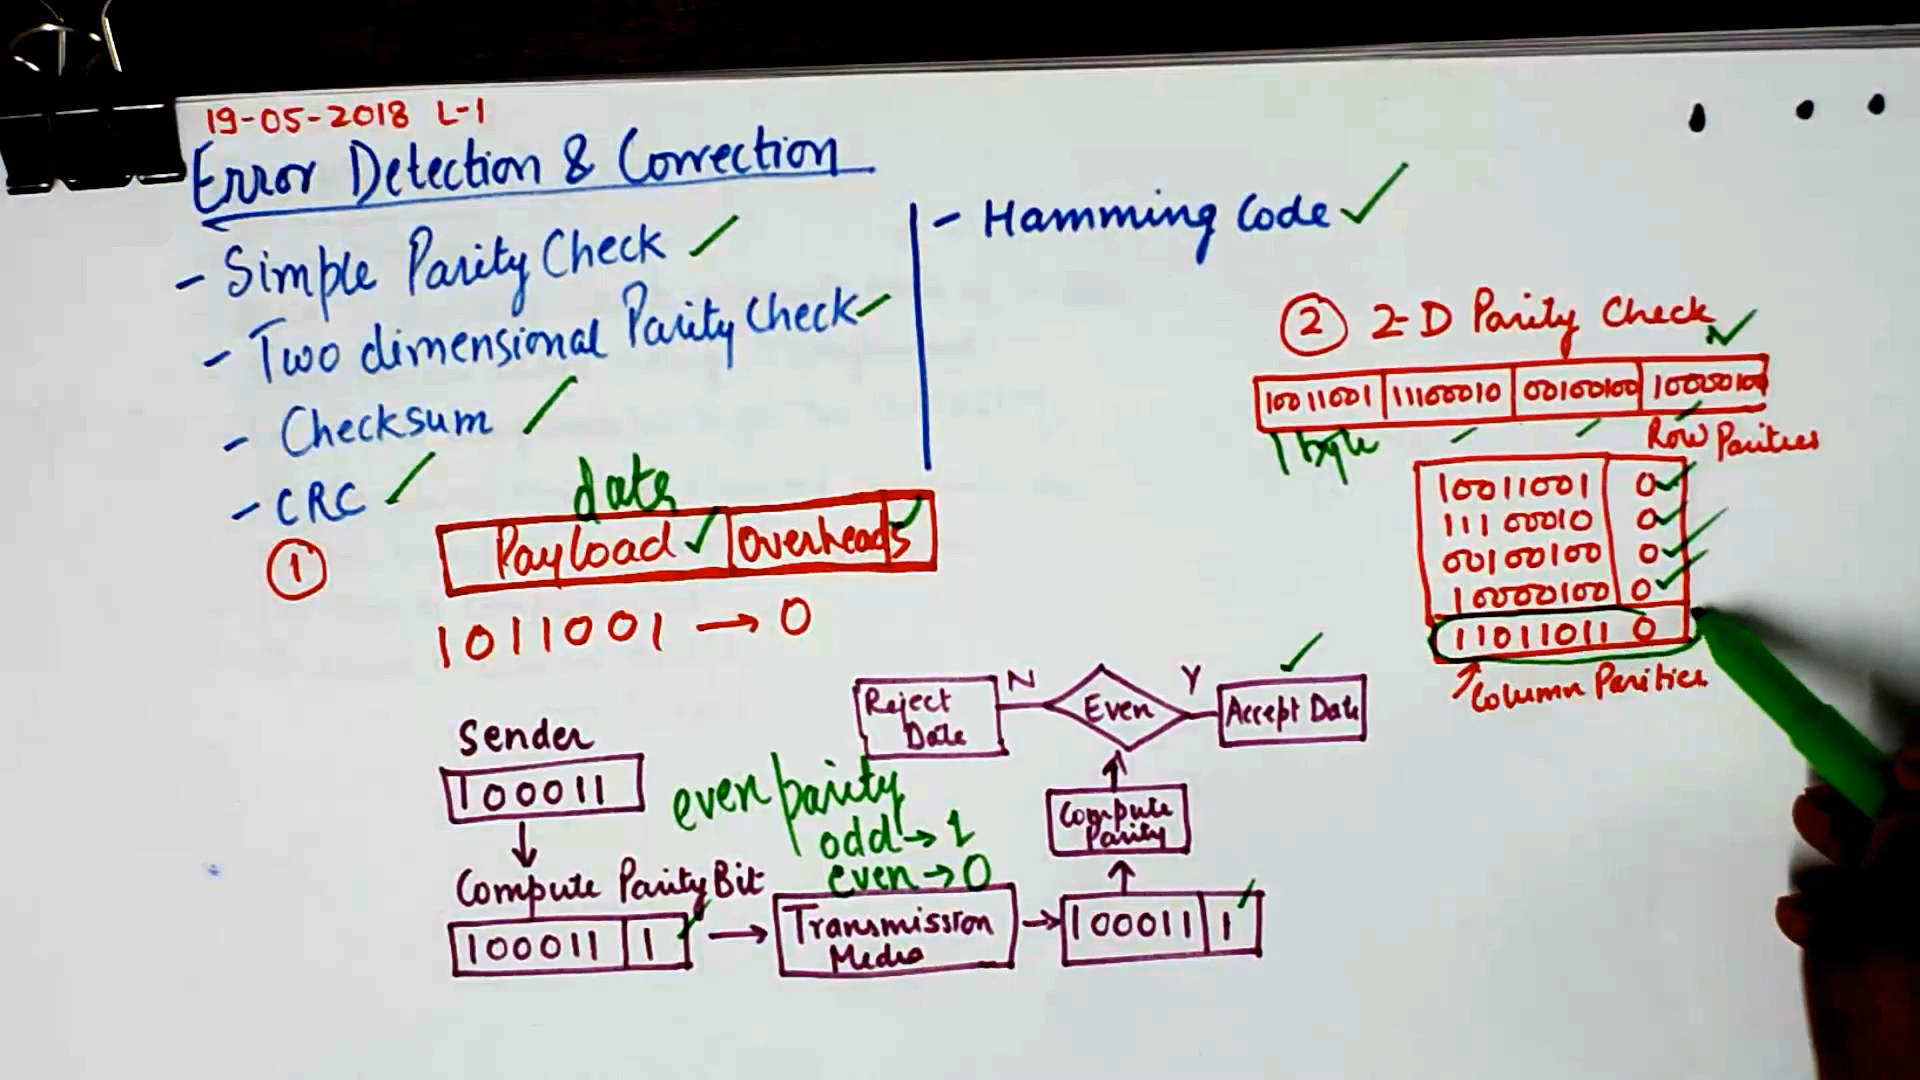 19-05-2018 L-1
Error Detection & Correction
- Simple Parity Check
- Two dimensional Parity Check
- Checksum
- CRC
- Hamming Code
① 
data
Payload Overheads
1011001 → 0
Sender
100011
Compute Parity Bit
100011 1
even parity
odd → 1
even → 0
Transmission
Media
100011 1
Compute
Parity
Even
N
Y
Reject
Data
Accept Data
② 2-D Parity Check
10011001 11100010 00100100 10000100
1 byte
Row Parities
10011001 0
11100010 0
00100100 0
10000100 0
11011011 0
Column Parities